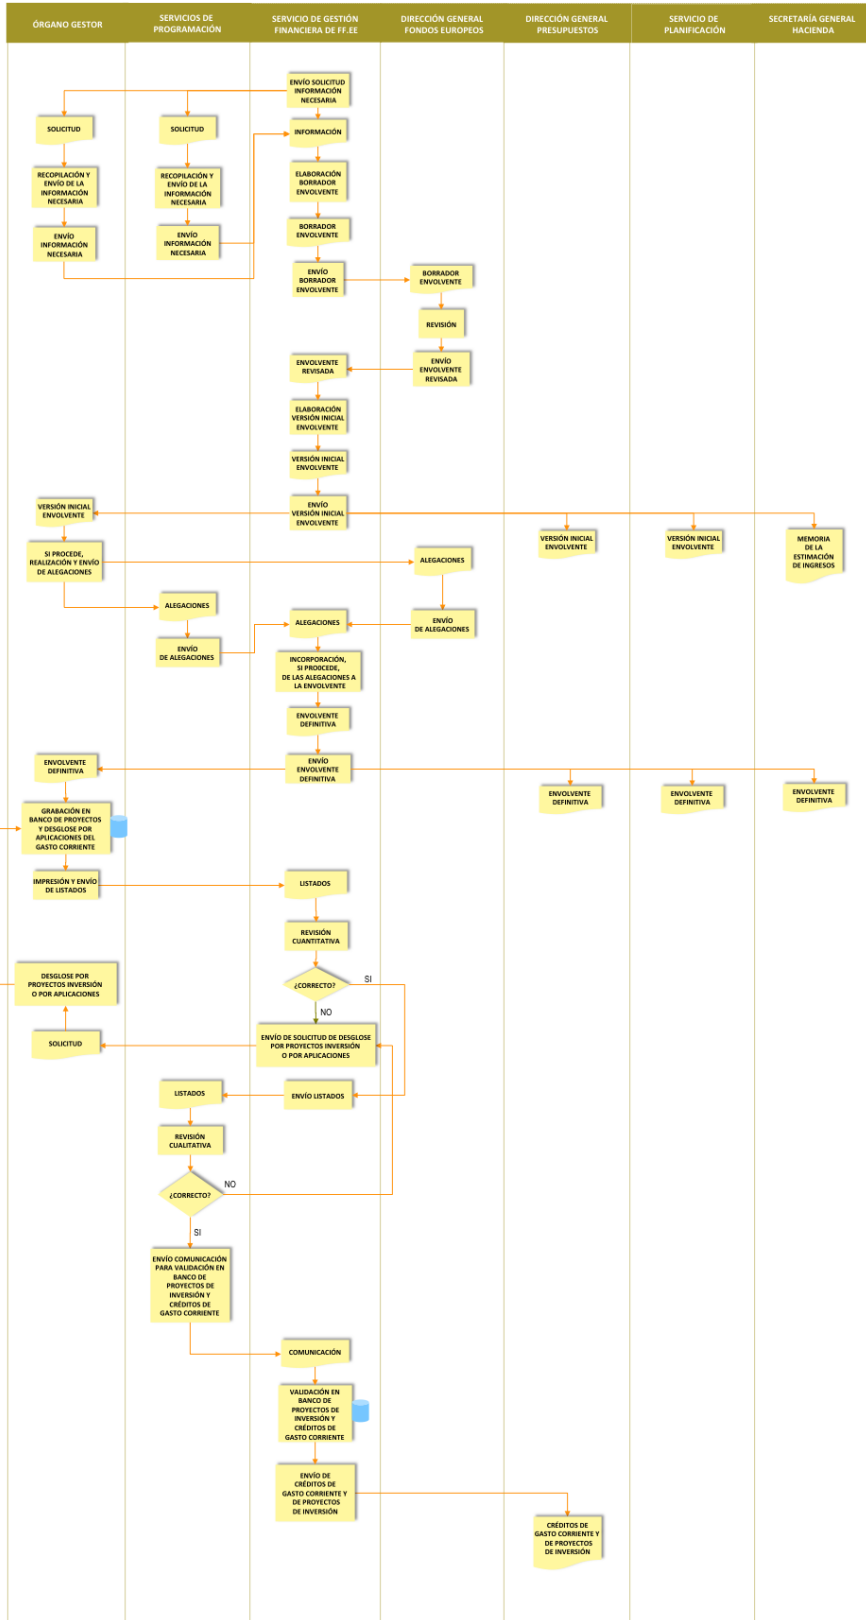 ÓRGANO GESTOR
SERVICIOS DE
PROGRAMACIÓN
SERVICIO DE GESTIÓN
FINANCIERA DE FF.EE
DIRECCIÓN GENERAL
FONDOS EUROPEOS
DIRECCIÓN GENERAL
PRESUPUESTOS
SERVICIO DE
PLANIFICACIÓN
SECRETARÍA GENERAL
HACIENDA
ENVÍO SOLICITUD
INFORMACIÓN
NECESARIA
SOLICITUD
SOLICITUD
INFORMACIÓN
RECOPILACIÓN Y
ENVÍO DE LA
INFORMACIÓN
NECESARIA
RECOPILACIÓN Y
ENVÍO DE LA
INFORMACIÓN
NECESARIA
ELABORACIÓN
BORRADOR
ENVOLVENTE
ENVÍO
INFORMACIÓN
NECESARIA
ENVÍO
INFORMACIÓN
NECESARIA
BORRADOR
ENVOLVENTE
ENVÍO
BORRADOR
ENVOLVENTE
BORRADOR
ENVOLVENTE
REVISIÓN
ENVOLVENTE
REVISADA
ENVÍO
ENVOLVENTE
REVISADA
ELABORACIÓN
VERSIÓN INICIAL
ENVOLVENTE
VERSIÓN INICIAL
ENVOLVENTE
VERSIÓN INICIAL
ENVOLVENTE
ENVÍO
VERSIÓN INICIAL
ENVOLVENTE
VERSIÓN INICIAL
ENVOLVENTE
VERSIÓN INICIAL
ENVOLVENTE
MEMORIA
DE LA
ESTIMACIÓN
DE INGRESOS
SI PROCEDE,
REALIZACIÓN Y ENVÍO
DE ALEGACIONES
ALEGACIONES
ALEGACIONES
ALEGACIONES
ENVÍO
DE ALEGACIONES
ENVÍO
DE ALEGACIONES
INCORPORACIÓN,
SI PROOCEDE,
DE LAS ALEGACIONES A
LA ENVOLVENTE
ENVOLVENTE
DEFINITIVA
ENVOLVENTE
DEFINITIVA
ENVÍO
ENVOLVENTE
DEFINITIVA
ENVOLVENTE
DEFINITIVA
ENVOLVENTE
DEFINITIVA
ENVOLVENTE
DEFINITIVA
GRABACIÓN EN
BANCO DE PROYECTOS
Y DESGLOSE POR
APLICACIONES DEL
GASTO CORRIENTE
IMPRESIÓN Y ENVÍO
DE LISTADOS
LISTADOS
REVISIÓN
CUANTITATIVA
DESGLOSE POR
PROYECTOS INVERSIÓN
O POR APLICACIONES
¿CORRECTO?
SI
NO
SOLICITUD
ENVÍO DE SOLICITUD DE DESGLOSE
POR PROYECTOS INVERSIÓN
O POR APLICACIONES
LISTADOS
ENVÍO LISTADOS
REVISIÓN
CUALITATIVA
¿CORRECTO?
NO
SI
ENVÍO COMUNICACIÓN
PARA VALIDACIÓN EN
BANCO DE
PROYECTOS DE
INVERSIÓN Y
CRÉDITOS DE
GASTO CORRIENTE
COMUNICACIÓN
VALIDACIÓN EN
BANCO DE
PROYECTOS DE
INVERSIÓN Y
CRÉDITOS DE
GASTO CORRIENTE
ENVÍO DE
CRÉDITOS DE
GASTO CORRIENTE Y
DE PROYECTOS
DE INVERSIÓN
CRÉDITOS DE
GASTO CORRIENTE Y
DE PROYECTOS
DE INVERSIÓN